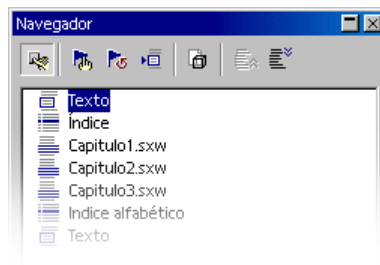 Navegador
Texto
Índice
Capitulo1.sxw
Capitulo2.sxw
Capitulo3.sxw
Indice alfabético
Texto